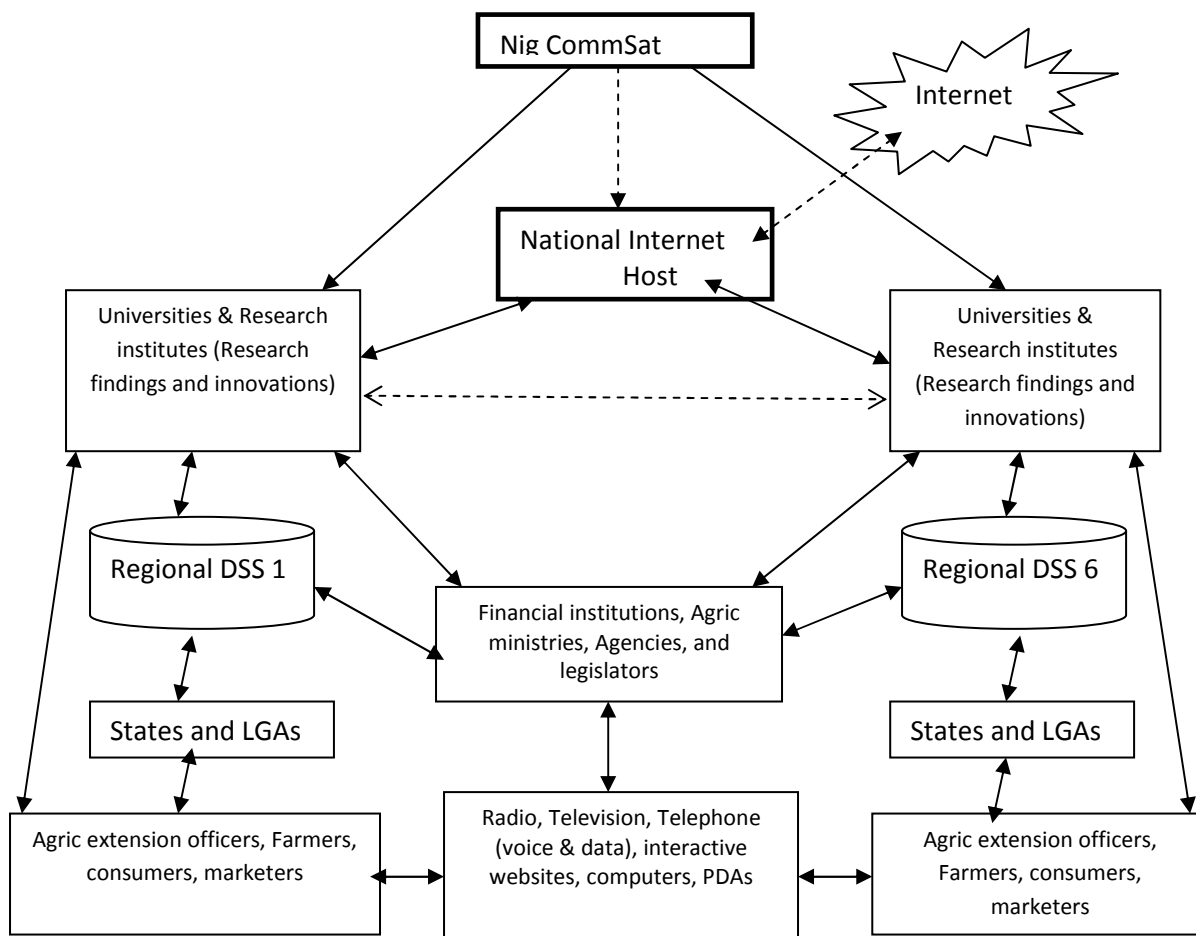 Nig CommSat
Internet
National Internet
Host
Universities & Research
institutes (Research
findings and innovations)
Universities &
Research institutes
(Research findings and
innovations)
Regional DSS 1
Regional DSS 6
Financial institutions, Agric
ministries, Agencies, and
legislators
States and LGAs
States and LGAs
Agric extension officers, Farmers,
consumers, marketers
Radio, Television, Telephone
(voice & data), interactive
websites, computers, PDAs
Agric extension officers,
Farmers, consumers,
marketers